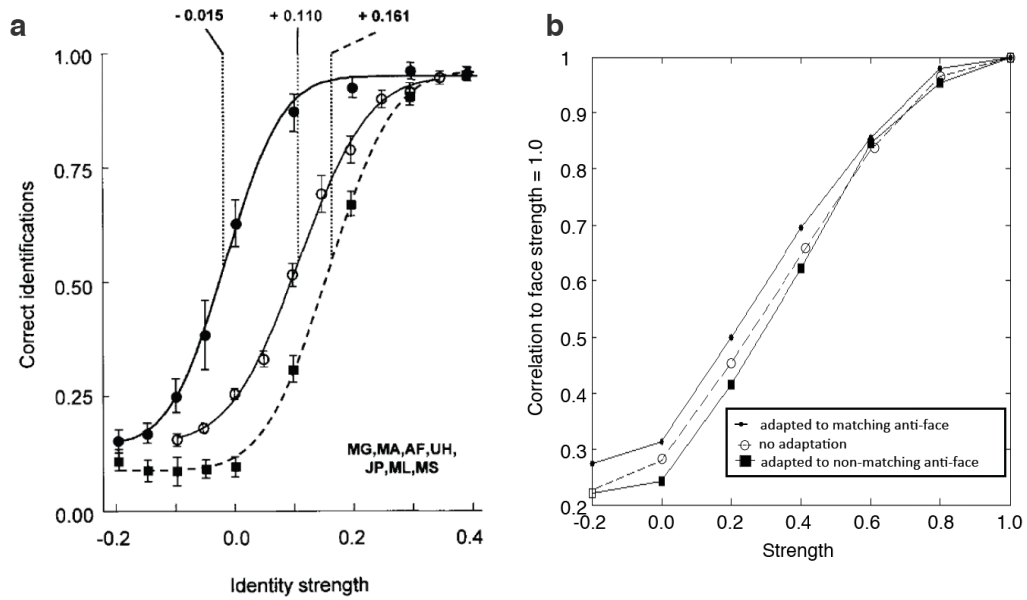 a
- 0.015 + 0.110 + 0.161
1.00
0.75
0.50
0.25
0.00
Correct identifications
MG,MA,AF,UH,
JP,ML,MS
-0.2 0.0 0.2 0.4
Identity strength
b
1
0.9
0.8
0.7
0.6
0.5
0.4
0.3
0.2
Correlation to face strength = 1.0
adapted to matching anti-face
no adaptation
adapted to non-matching anti-face
-0.2 0.0 0.2 0.4 0.6 0.8 1.0
Strength